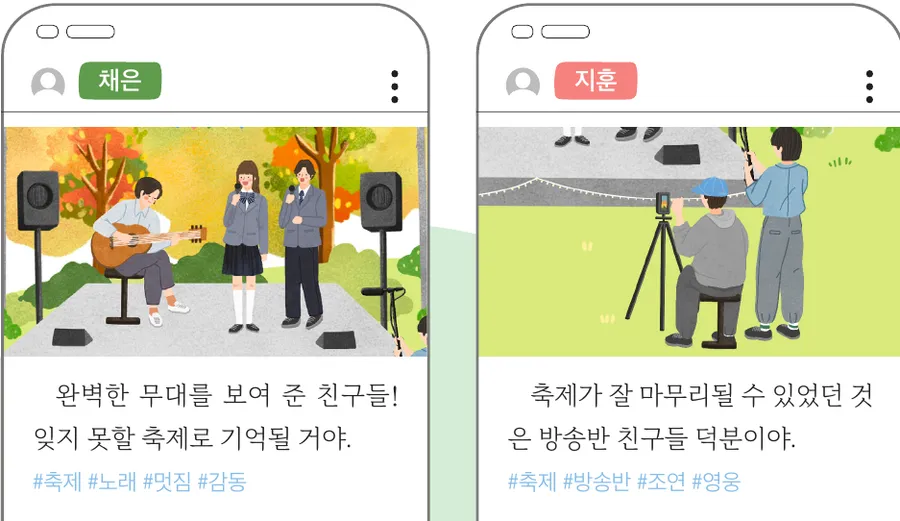 채은
완벽한 무대를 보여 준 친구들!
잊지 못할 축제로 기억될 거야.
#축제 #노래 #멋짐 #감동
지훈
축제가 잘 마무리될 수 있었던 것
은 방송반 친구들 덕분이야.
#축제 #방송반 #조연 #영웅